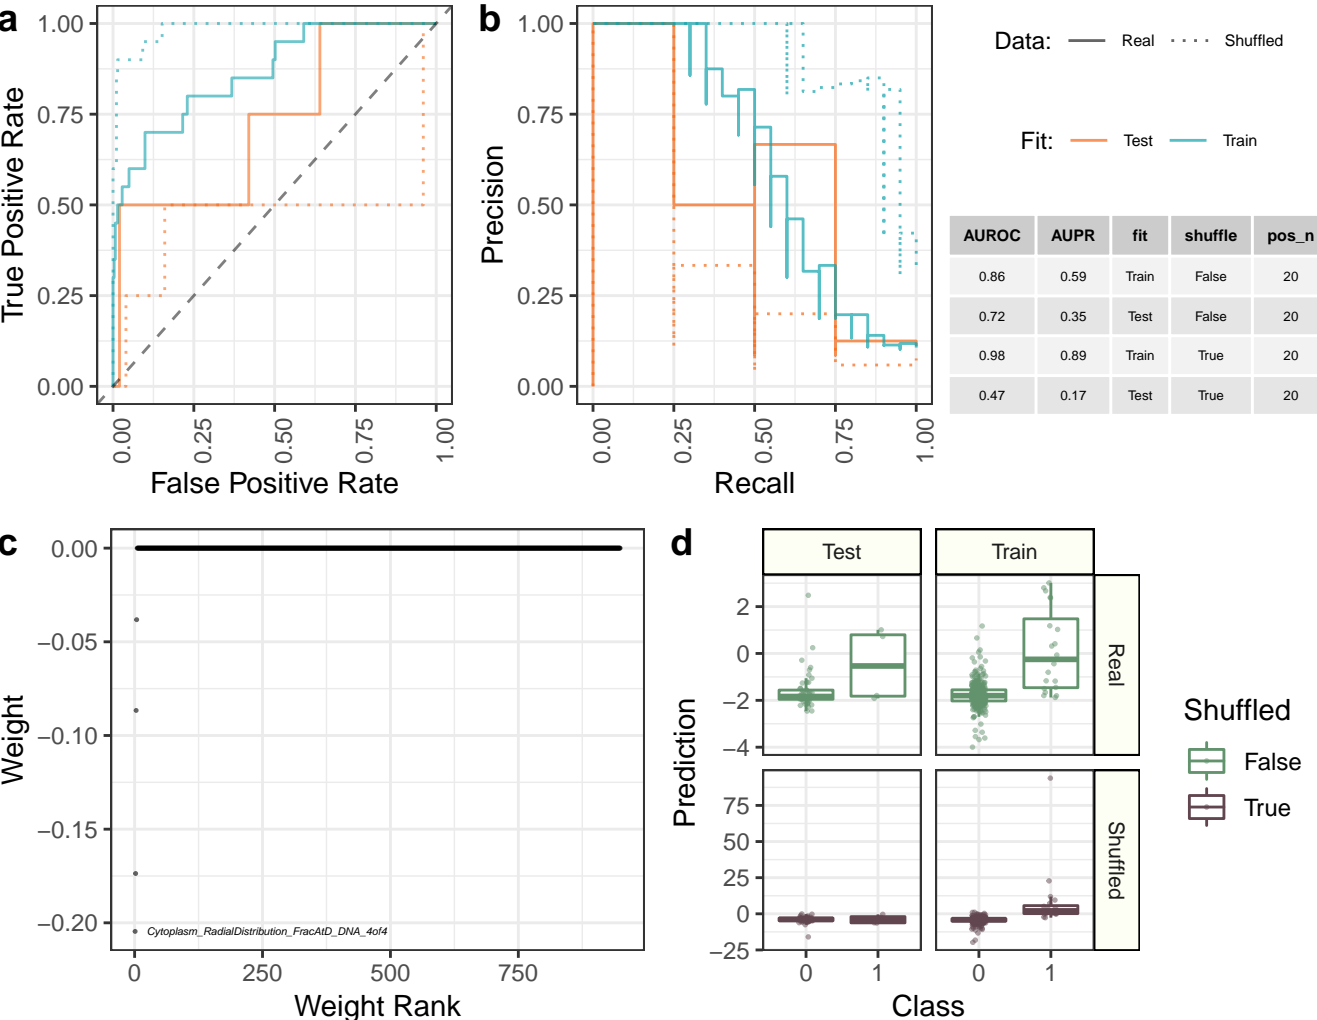 a
1.00
0.75
0.50
0.25
0.00
True Positive Rate
0.00
0.25
0.50
0.75
1.00
False Positive Rate
b
1.00
0.75
0.50
0.25
0.00
Precision
0.00
0.25
0.50
0.75
1.00
Recall
Data: Real Shuffled
Fit: Test Train
AUROC AUPR fit shuffle pos_n
0.86 0.59 Train False 20
0.72 0.35 Test False 20
0.98 0.89 Train True 20
0.47 0.17 Test True 20
c
0.00
−0.05
−0.10
−0.15
−0.20
Weight
Cytoplasm_RadialDistribution_FracAtD_DNA_4of4
0 250 500 750
Weight Rank
d
Test Train
2
0
−2
−4
Real
75
50
25
0
−25
Shuffled
Prediction
0 1 0 1
Class
Shuffled
False
True